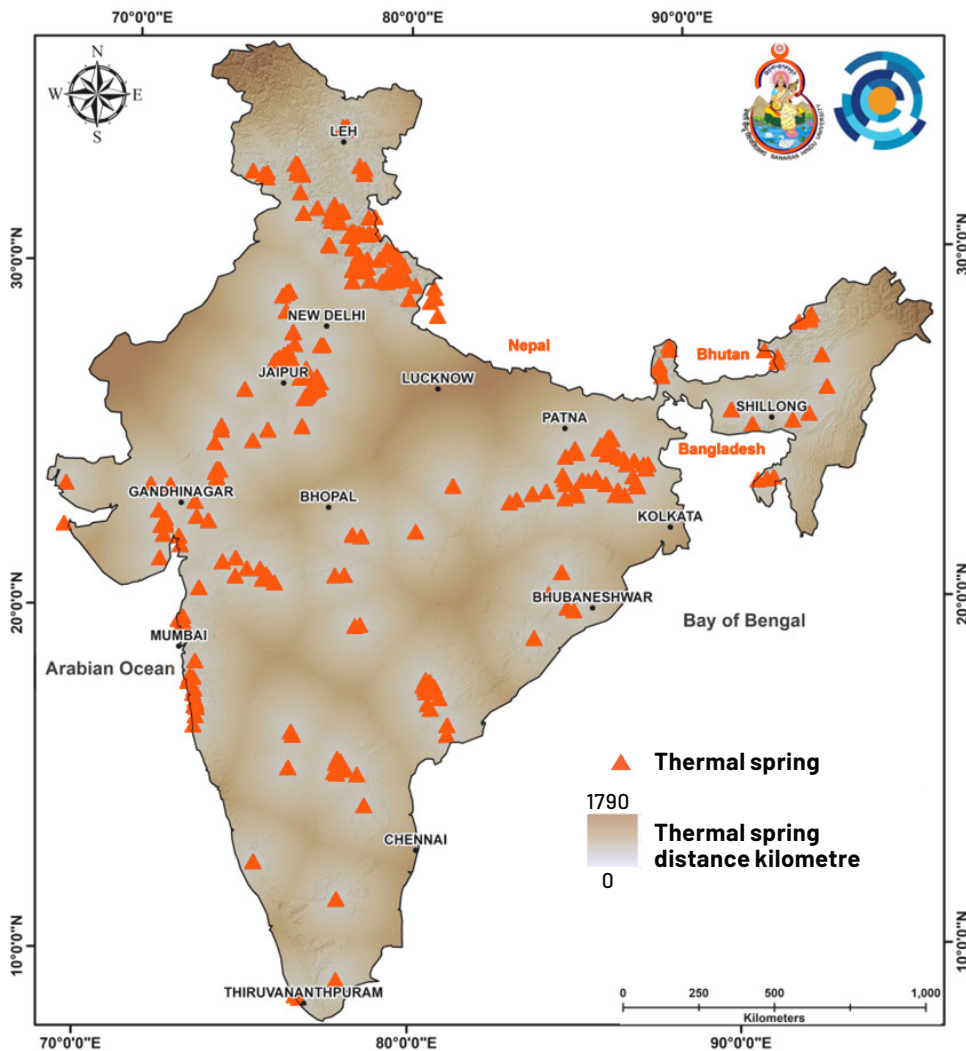 70°0'0"E
80°0'0"E
90°0'0"E
N
W
E
S
BANARAS HINDU UNIVERSITY
LEH
30°0'0"N
30°0'0"N
NEW DELHI
Nepal
Bhutan
JAIPUR
LUCKNOW
PATNA
SHILLONG
Bangladesh
GANDHINAGAR
BHOPAL
KOLKATA
20°0'0"N
20°0'0"N
BHUBANESHWAR
Bay of Bengal
MUMBAI
Arabian Ocean
Thermal spring
1790
Thermal spring
distance kilometre
0
CHENNAI
10°0'0"N
10°0'0"N
THIRUVANANTHPURAM
0 250 500 1,000
Kilometers
70°0'0"E
80°0'0"E
90°0'0"E